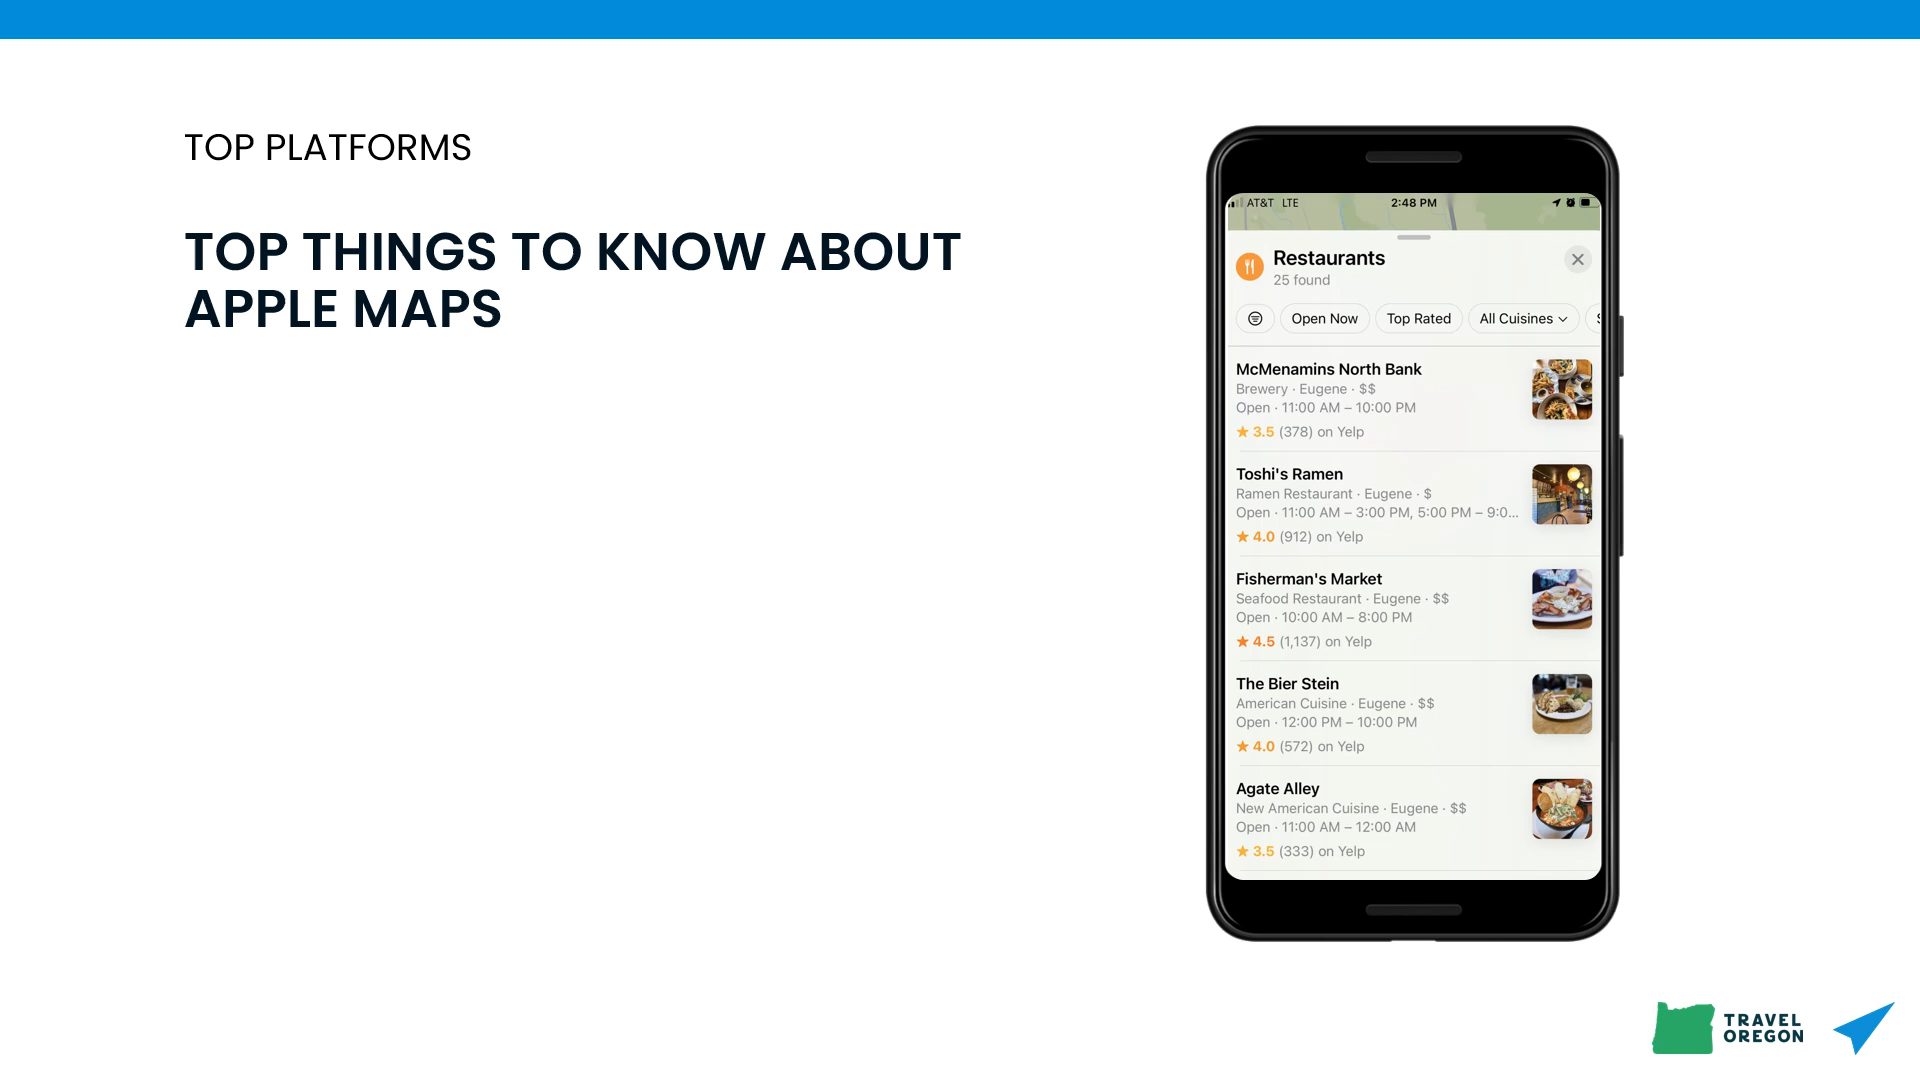 TOP PLATFORMS
TOP THINGS TO KNOW ABOUT
APPLE MAPS
AT&T LTE
2:48 PM
Restaurants
25 found
Open Now
Top Rated
All Cuisines
McMenamins North Bank
Brewery · Eugene · $$
Open · 11:00 AM – 10:00 PM
★ 3.5 (378) on Yelp
Toshi's Ramen
Ramen Restaurant · Eugene · $
Open · 11:00 AM – 3:00 PM, 5:00 PM – 9:0...
★ 4.0 (912) on Yelp
Fisherman's Market
Seafood Restaurant · Eugene · $$
Open · 10:00 AM – 8:00 PM
★ 4.5 (1,137) on Yelp
The Bier Stein
American Cuisine · Eugene · $$
Open · 12:00 PM – 10:00 PM
★ 4.0 (572) on Yelp
Agate Alley
New American Cuisine · Eugene · $$
Open · 11:00 AM – 12:00 AM
★ 3.5 (333) on Yelp
TRAVEL
OREGON